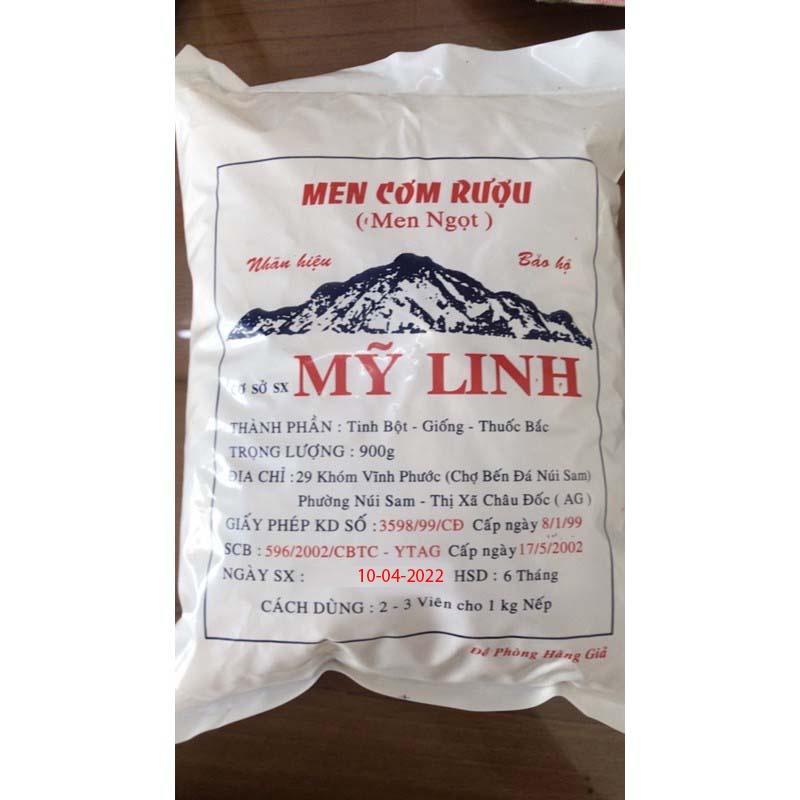 MEN CƠM RƯỢU
( Men Ngọt )
Nhãn hiệu Bảo hộ
CƠ SỞ SX MỸ LINH
THÀNH PHẦN : Tinh Bột - Giống - Thuốc Bắc
TRỌNG LƯỢNG : 900g
ĐỊA CHỈ : 29 Khóm Vĩnh Phước (Chợ Bến Đá Núi Sam)
Phường Núi Sam - Thị Xã Châu Đốc ( AG )
GIẤY PHÉP KD SỐ : 3598/99/CĐ Cấp ngày 8/1/99
SCB : 596/2002/CBTC - YTAG Cấp ngày 17/5/2002
NGÀY SX : 10-04-2022 HSD : 6 Tháng
CÁCH DÙNG : 2 - 3 Viên cho 1 kg Nếp
Đề Phòng Hàng Giả